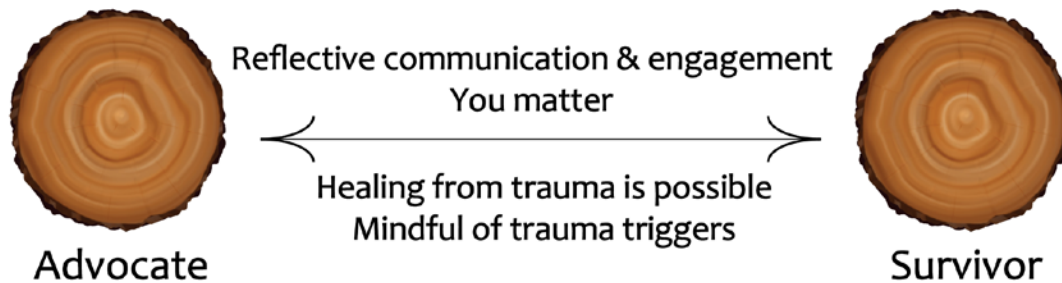 Reflective communication & engagement
You matter
Healing from trauma is possible
Mindful of trauma triggers
Advocate
Survivor